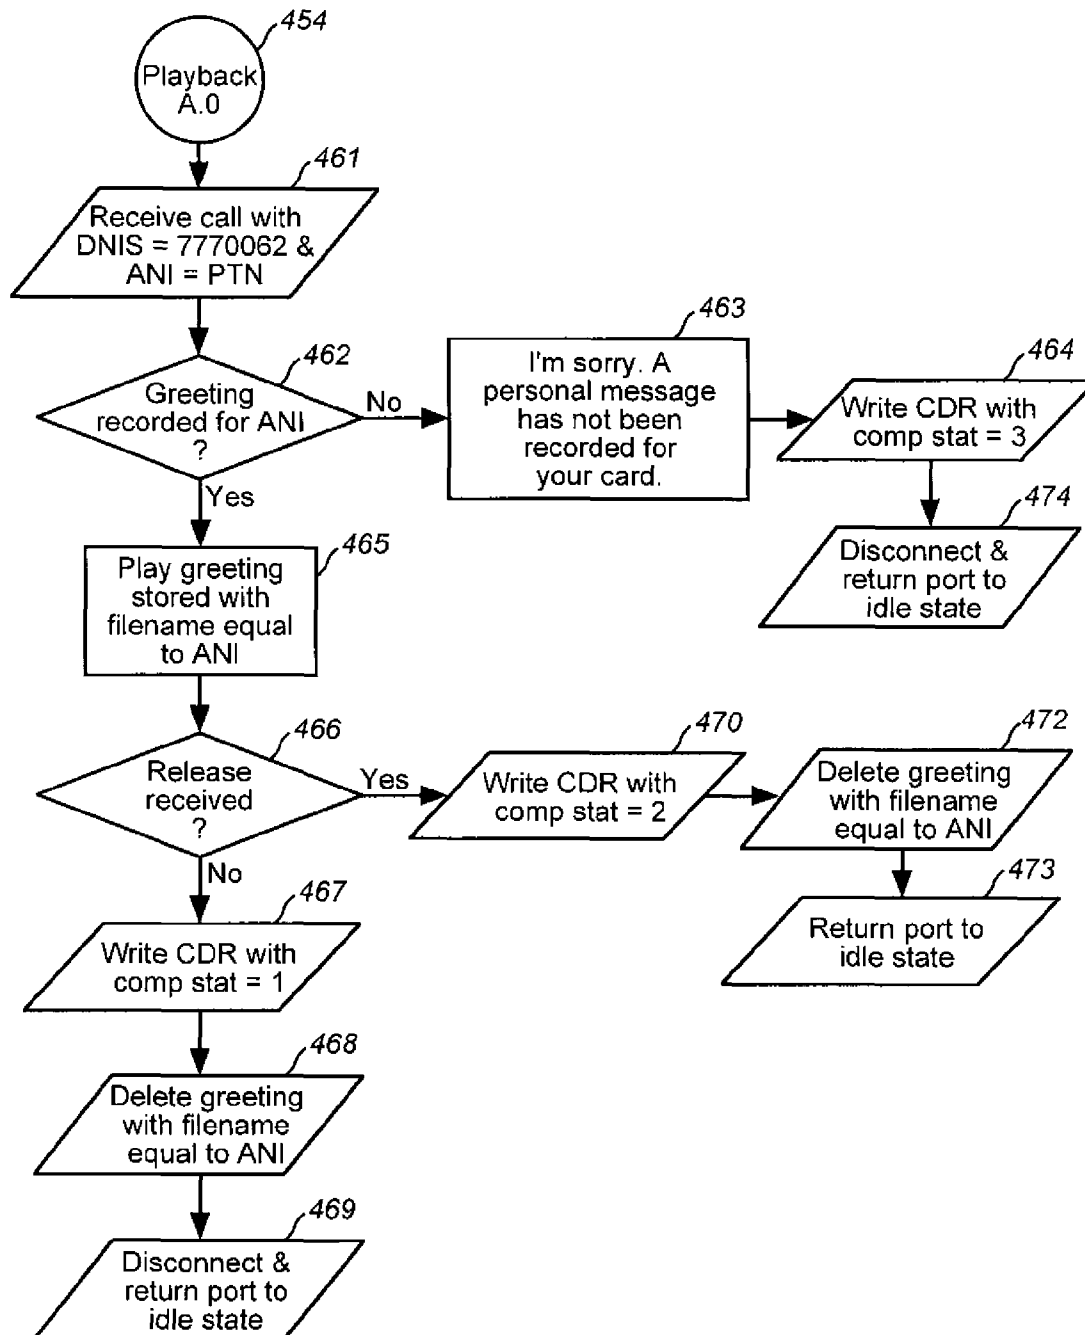 454
Playback
A.0
461
Receive call with
DNIS = 7770062 &
ANI = PTN
462
Greeting
recorded for ANI
?
No
Yes
463
I'm sorry. A
personal message
has not been
recorded for
your card.
464
Write CDR with
comp stat = 3
474
Disconnect &
return port to
idle state
465
Play greeting
stored with
filename equal
to ANI
466
Release
received
?
Yes
No
470
Write CDR with
comp stat = 2
472
Delete greeting
with filename
equal to ANI
473
Return port to
idle state
467
Write CDR with
comp stat = 1
468
Delete greeting
with filename
equal to ANI
469
Disconnect &
return port to
idle state